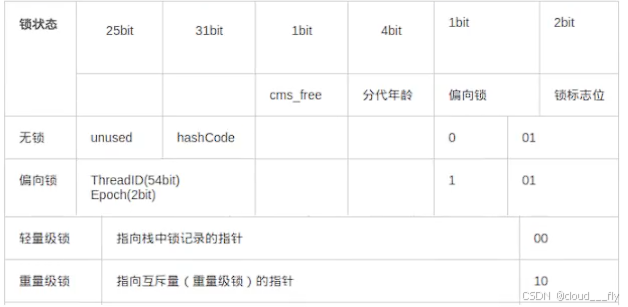 锁状态 25bit 31bit 1bit 4bit 1bit 2bit
cms_free 分代年龄 偏向锁 锁标志位
无锁 unused hashCode 0 01
偏向锁 ThreadID(54bit) 1 01
Epoch(2bit)
轻量级锁 指向栈中锁记录的指针 00
重量级锁 指向互斥量（重量级锁）的指针 10
CSDN @cloud___fly